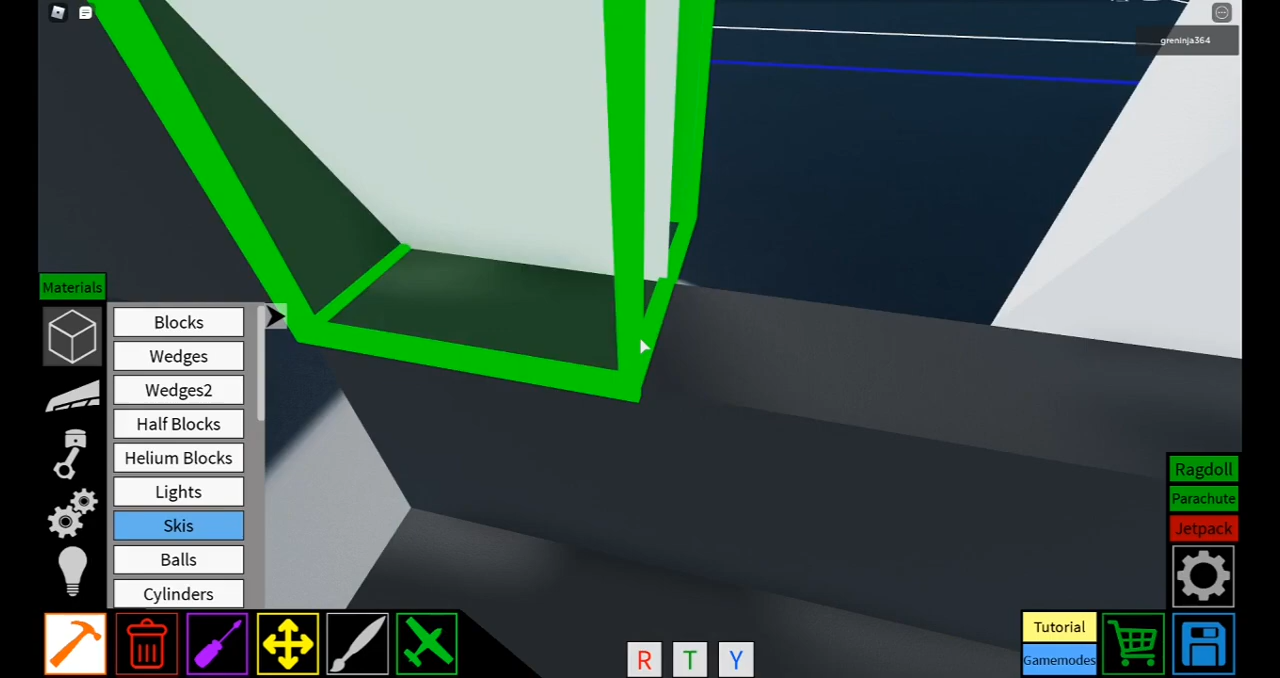 greninja364
Materials
Blocks
Wedges
Wedges2
Half Blocks
Helium Blocks
Lights
Skis
Balls
Cylinders
Ragdoll
Parachute
Jetpack
R
T
Y
Tutorial
Gamemodes